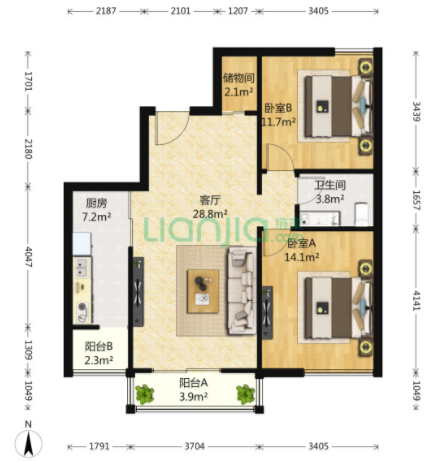 2187 2101 1207 3405
1701
2180
4047
1309
1049
储物间
2.1m²
卧室B
11.7m²
3439
卫生间
3.8m²
1657
厨房
7.2m²
客厅
28.8m²
Lianjia.com
卧室A
14.1m²
4141
阳台B
2.3m²
阳台A
3.9m²
1049
N
1791 3704 3405